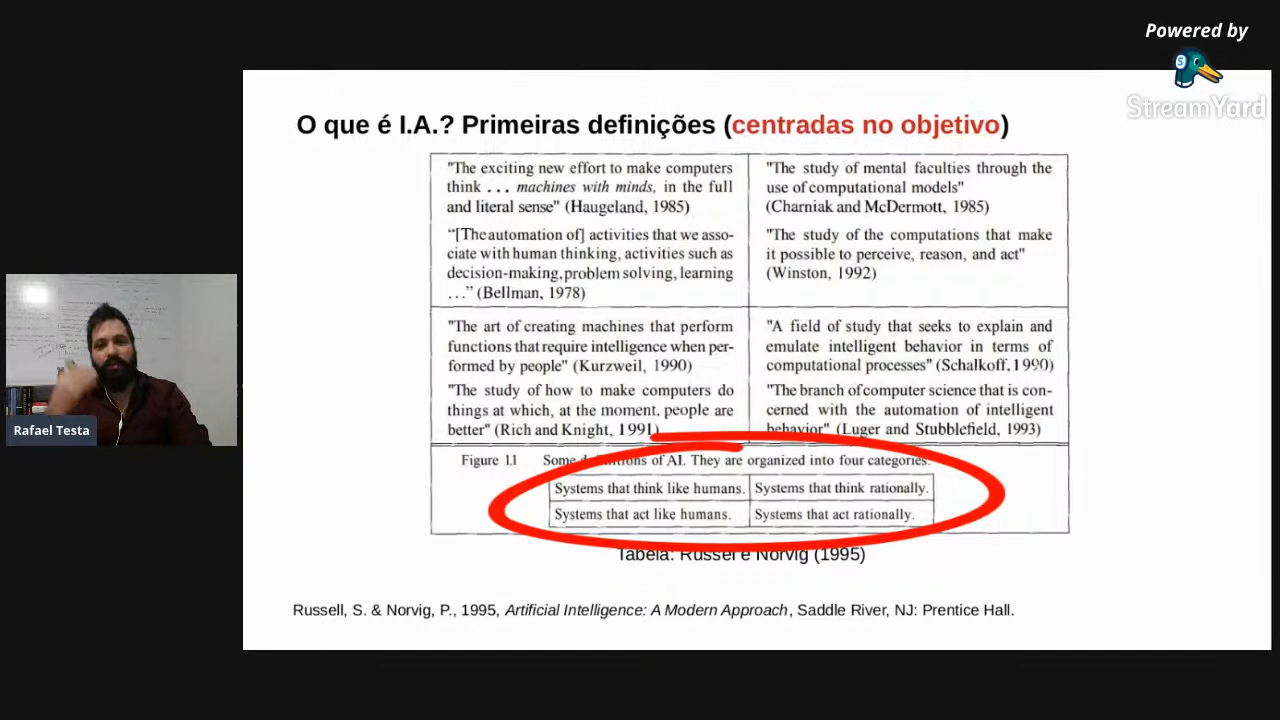 Powered by
S
StreamYard
O que é I.A.? Primeiras definições (centradas no objetivo)
"The exciting new effort to make computers
think ... machines with minds, in the full
and literal sense" (Haugeland, 1985)
"[The automation of] activities that we asso-
ciate with human thinking, activities such as
decision-making, problem solving, learning
..." (Bellman, 1978)
"The study of mental faculties through the
use of computational models"
(Charniak and McDermott, 1985)
"The study of the computations that make
it possible to perceive, reason, and act"
(Winston, 1992)
"The art of creating machines that perform
functions that require intelligence when per-
formed by people" (Kurzweil, 1990)
"The study of how to make computers do
things at which, at the moment, people are
better" (Rich and Knight, 1991)
"A field of study that seeks to explain and
emulate intelligent behavior in terms of
computational processes" (Schalkoff, 1990)
"The branch of computer science that is con-
cerned with the automation of intelligent
behavior" (Luger and Stubblefield, 1993)
Figure 1.1 Some definitions of AI. They are organized into four categories.
Systems that think like humans. Systems that think rationally.
Systems that act like humans. Systems that act rationally.
Tabela: Russel e Norvig (1995)
Russell, S. & Norvig, P., 1995, Artificial Intelligence: A Modern Approach, Saddle River, NJ: Prentice Hall.
Rafael Testa